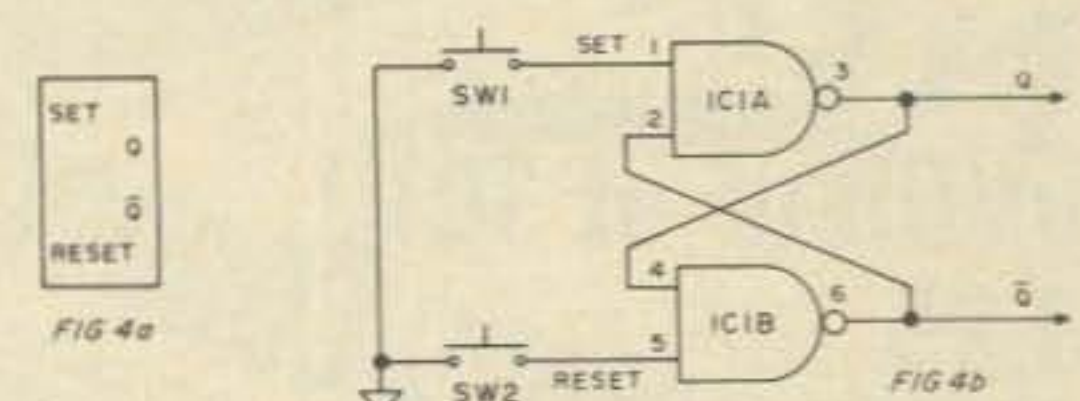 SET
Q
Q̄
RESET
FIG 4a
SW1
SET 1
2
IC1A
3
Q
4
5
IC1B
6
Q̄
SW2
RESET
FIG 4b